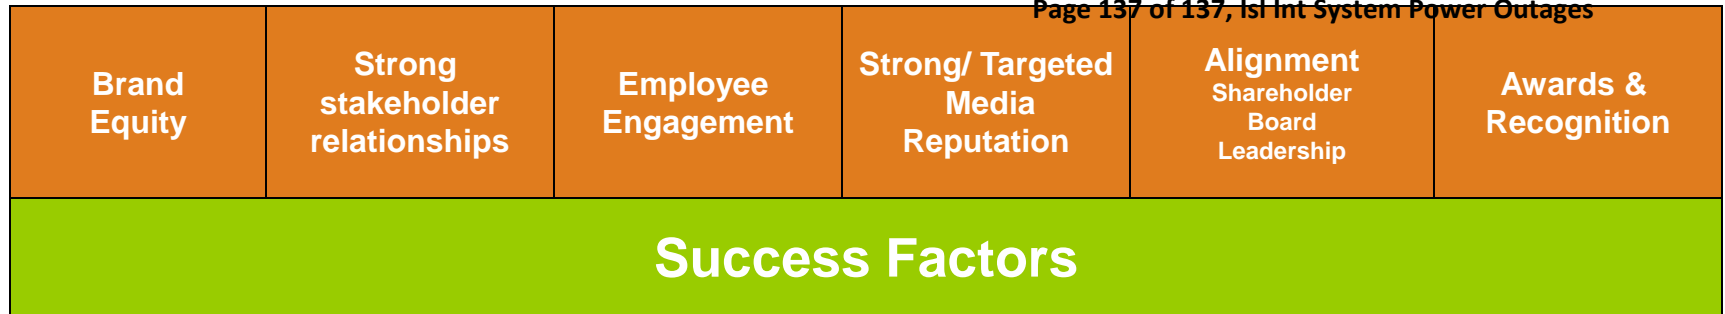 Page 137 of 137, Isl Int System Power Outages
Brand
Equity
Strong
stakeholder
relationships
Employee
Engagement
Strong/ Targeted
Media
Reputation
Alignment
Shareholder
Board
Leadership
Awards &
Recognition
Success Factors